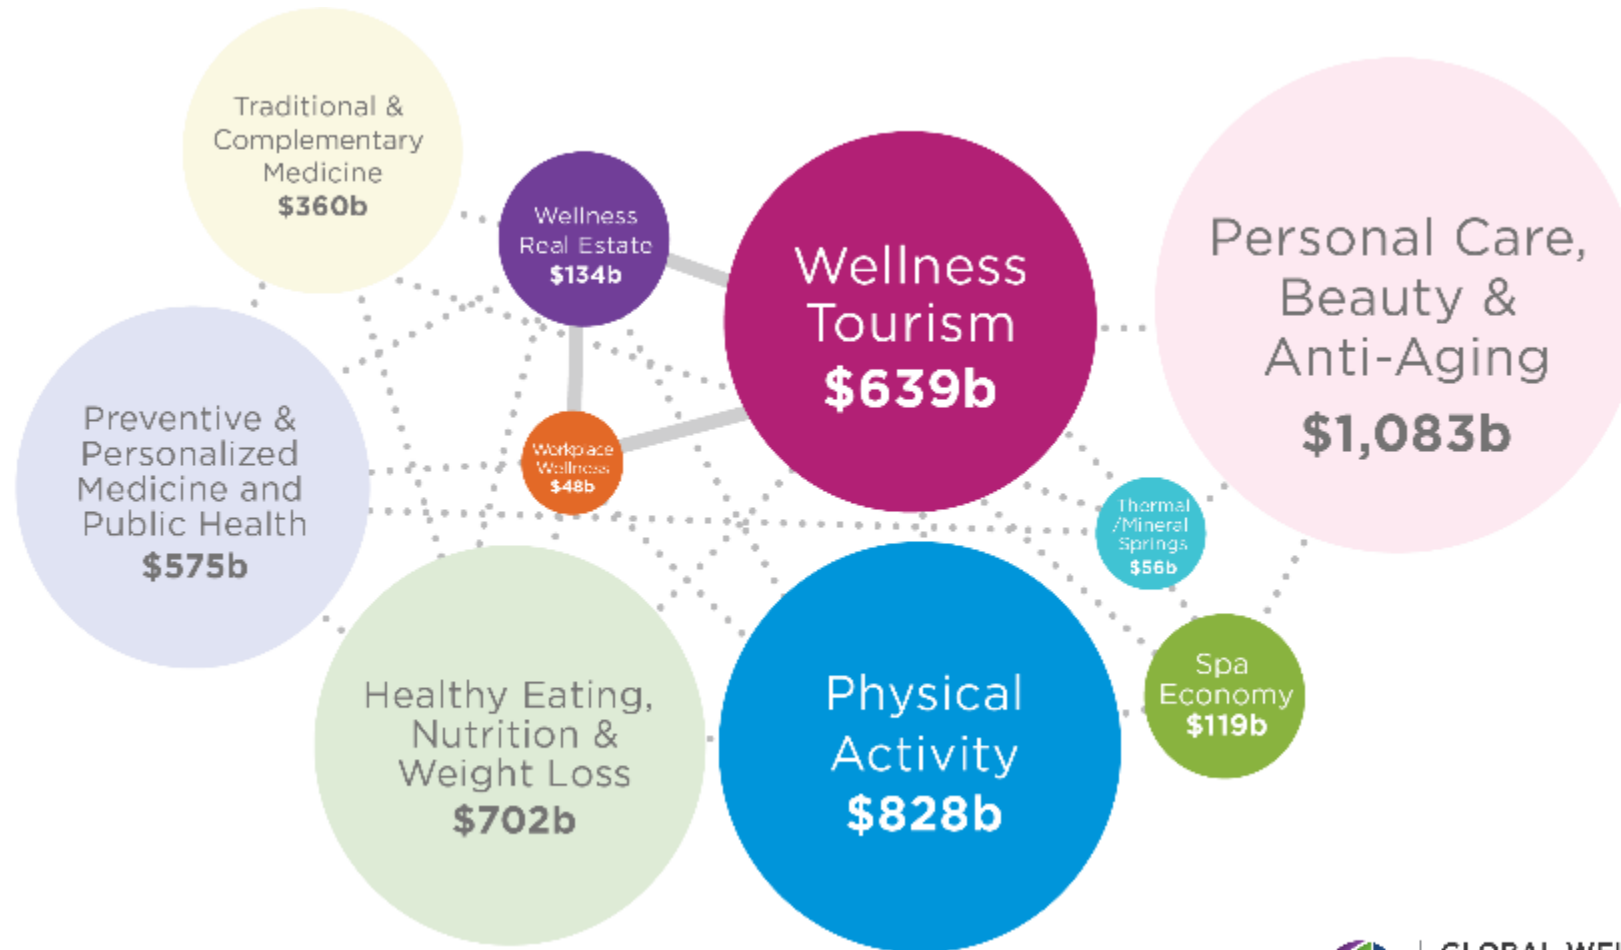 Traditional &
Complementary
Medicine
$360b
Wellness
Real Estate
$134b
Wellness
Tourism
$639b
Personal Care,
Beauty &
Anti-Aging
$1,083b
Preventive &
Personalized
Medicine and
Public Health
$575b
Workplace
Wellness
$48b
Thermal
/Mineral
Springs
$56b
Healthy Eating,
Nutrition &
Weight Loss
$702b
Physical
Activity
$828b
Spa
Economy
$119b
GLOBAL